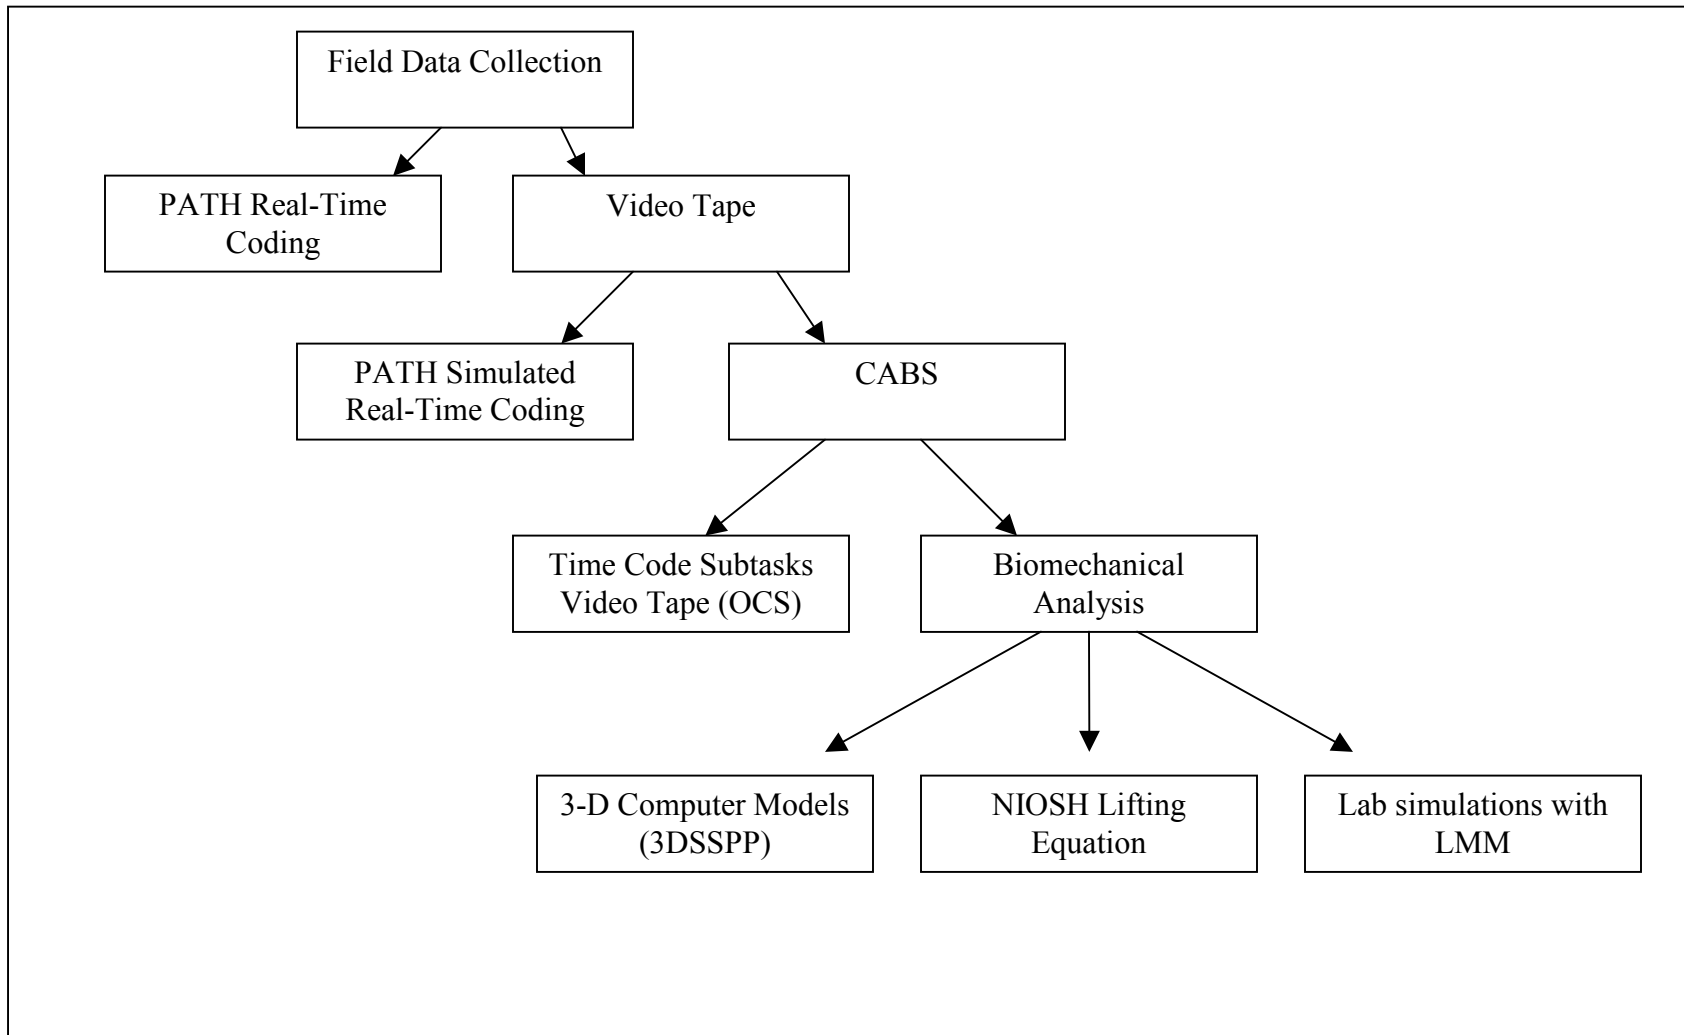 Field Data Collection
PATH Real-Time
Coding
Video Tape
PATH Simulated
Real-Time Coding
CABS
Time Code Subtasks
Video Tape (OCS)
Biomechanical
Analysis
3-D Computer Models
(3DSSPP)
NIOSH Lifting
Equation
Lab simulations with
LMM